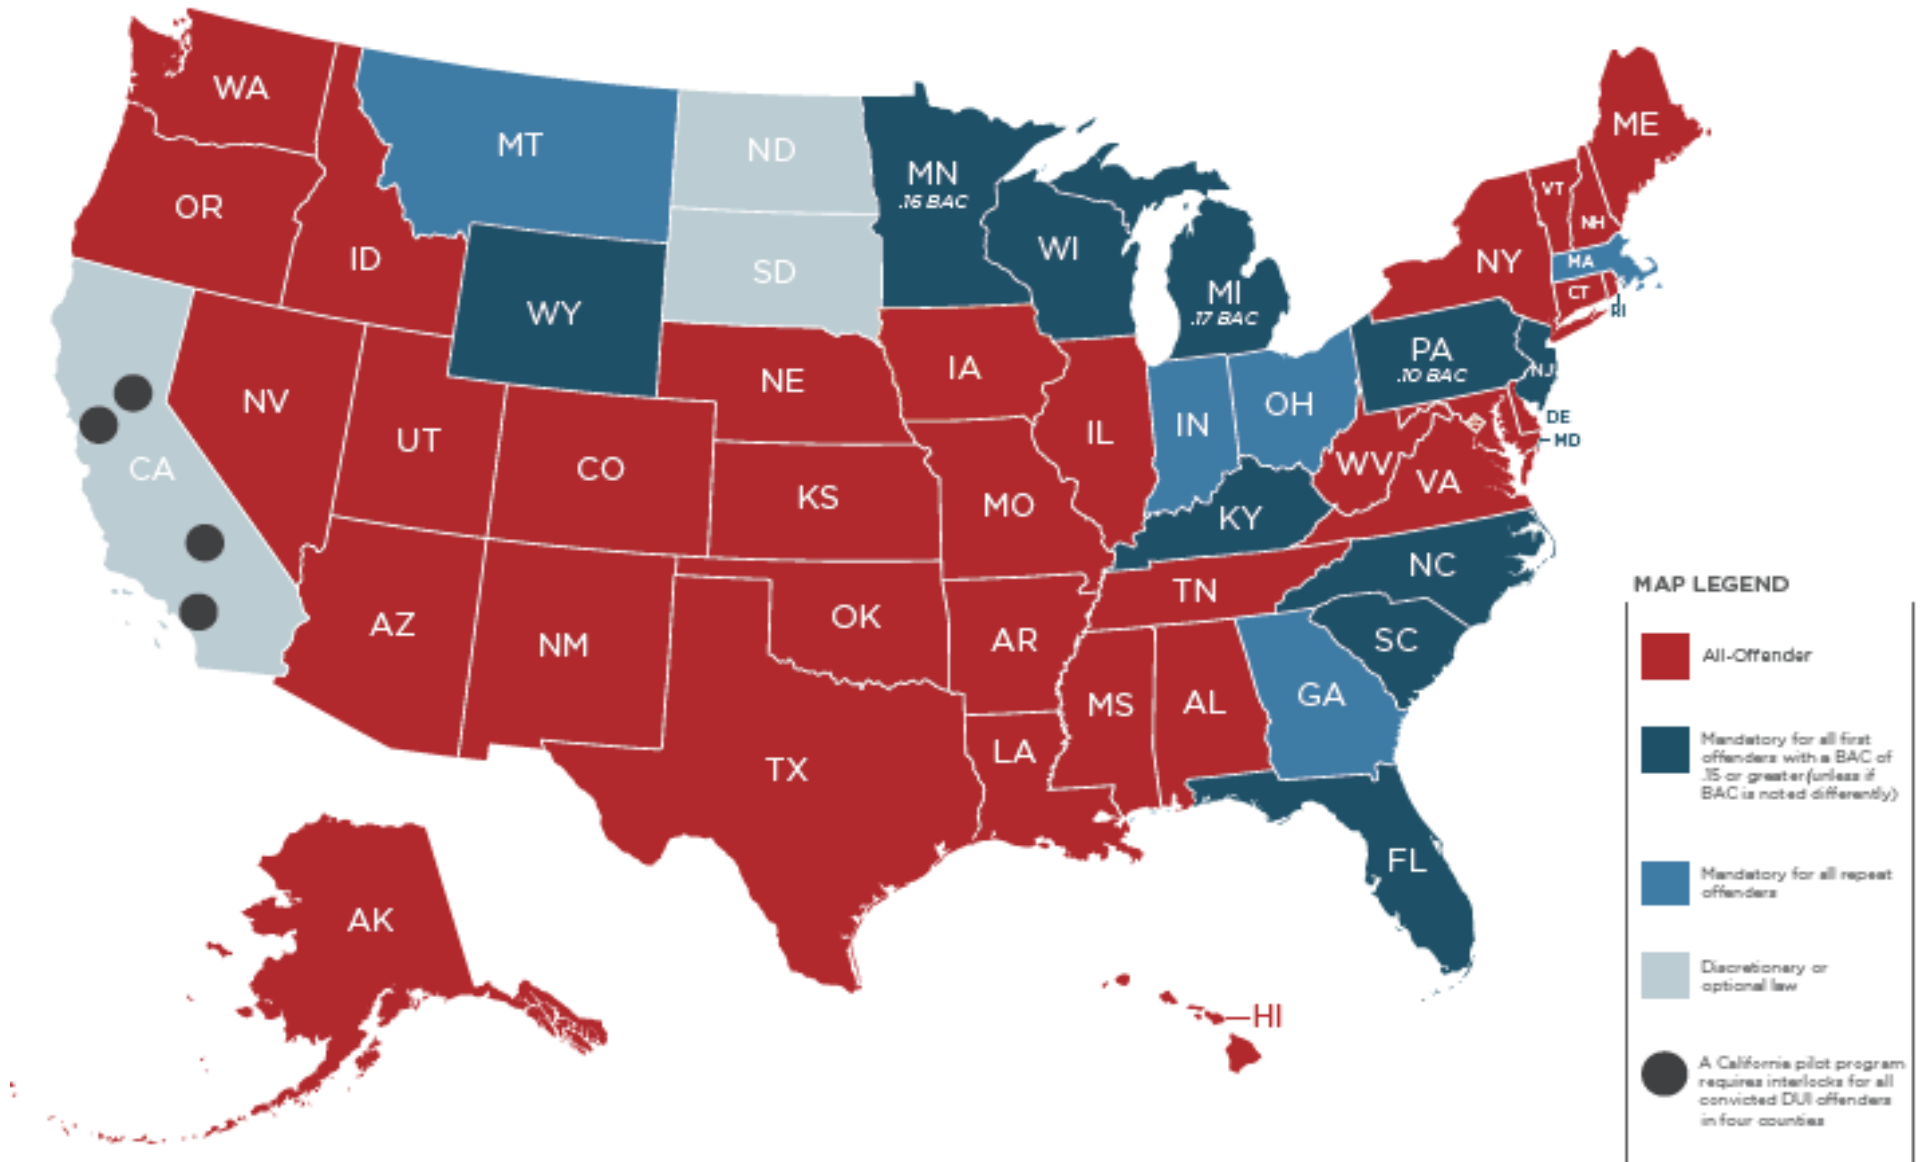 WA
MT
ND
MN
.16 BAC
ME
OR
ID
SD
WI
VT
NH
NY
MA
WY
MI
.17 BAC
CT
RI
NV
NE
IA
PA
.10 BAC
NJ
UT
CO
IL
IN
OH
DE
MD
CA
KS
MO
WV
VA
KY
AZ
NM
OK
AR
TN
NC
SC
TX
LA
MS
AL
GA
FL
AK
HI
MAP LEGEND
All-Offender
Mandatory for all first
offenders with a BAC of
.15 or greater (unless if
BAC is noted differently)
Mandatory for all repeat
offenders
Discretionary or
optional law
A California pilot program
requires interlocks for all
convicted DUI offenders
in four counties